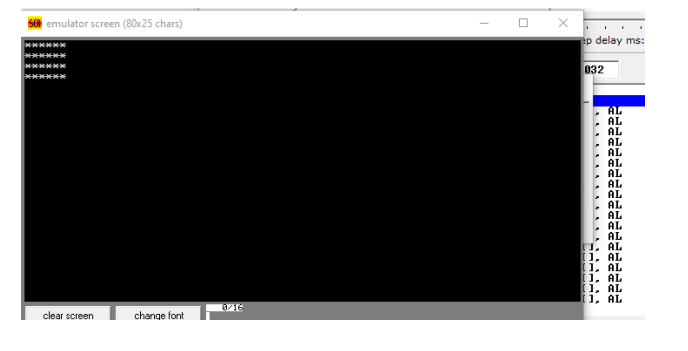 emulator screen (80x25 chars)
ep delay ms:
032
******
******
******
******
, AL
, AL
, AL
, AL
, AL
, AL
, AL
, AL
, AL
, AL
, AL
, AL
, AL
], AL
[], AL
[], AL
[], AL
[], AL
[], AL
clear screen
change font
0/16